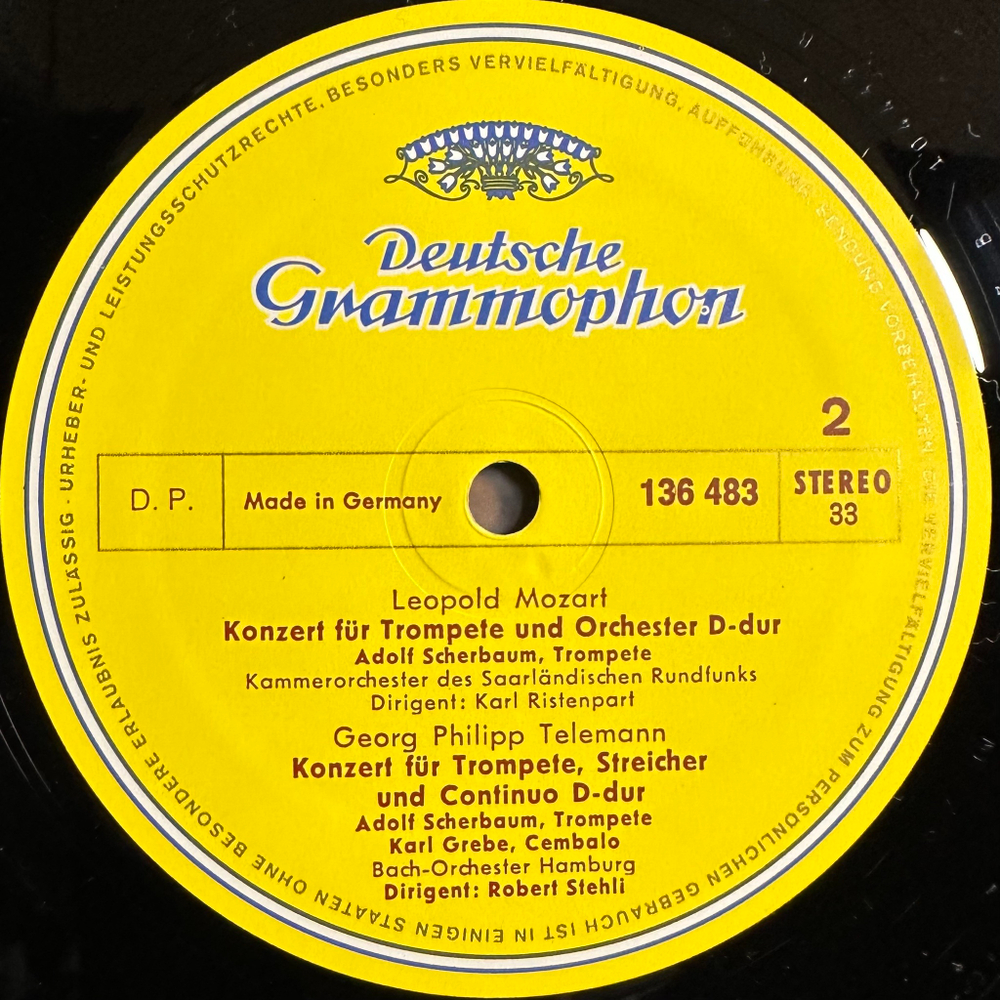 URHEBER- UND LEISTUNGSSCHUTZRECHTE, BESONDERS VERVIELFÄLTIGUNG, AUFFÜHRUNG, SENDUNG VORBEHALTEN. DIE VERVIELFÄLTIGUNG ZUM PERSÖNLICHEN GEBRAUCH IST IN EINIGEN STAATEN OHNE BESONDERE ERLAUBNIS ZULÄSSIG ·
Deutsche
Grammophon
2
D. P.
Made in Germany
136 483
STEREO
33
Leopold Mozart
Konzert für Trompete und Orchester D-dur
Adolf Scherbaum, Trompete
Kammerorchester des Saarländischen Rundfunks
Dirigent: Karl Ristenpart
Georg Philipp Telemann
Konzert für Trompete, Streicher
und Continuo D-dur
Adolf Scherbaum, Trompete
Karl Grebe, Cembalo
Bach-Orchester Hamburg
Dirigent: Robert Stehli